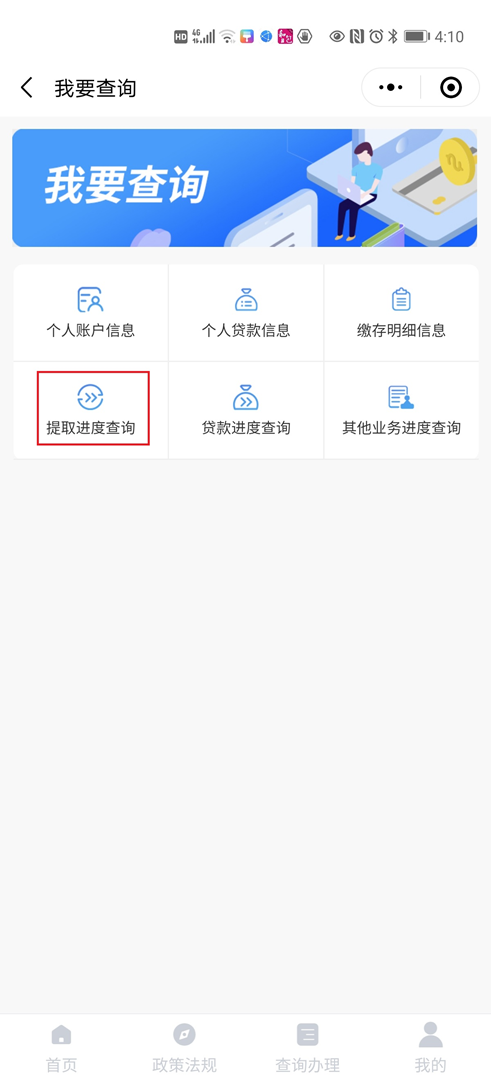 HD 4G 4:10
我要查询
我要查询
个人账户信息 个人贷款信息 缴存明细信息
提取进度查询 贷款进度查询 其他业务进度查询
首页 政策法规 查询办理 我的